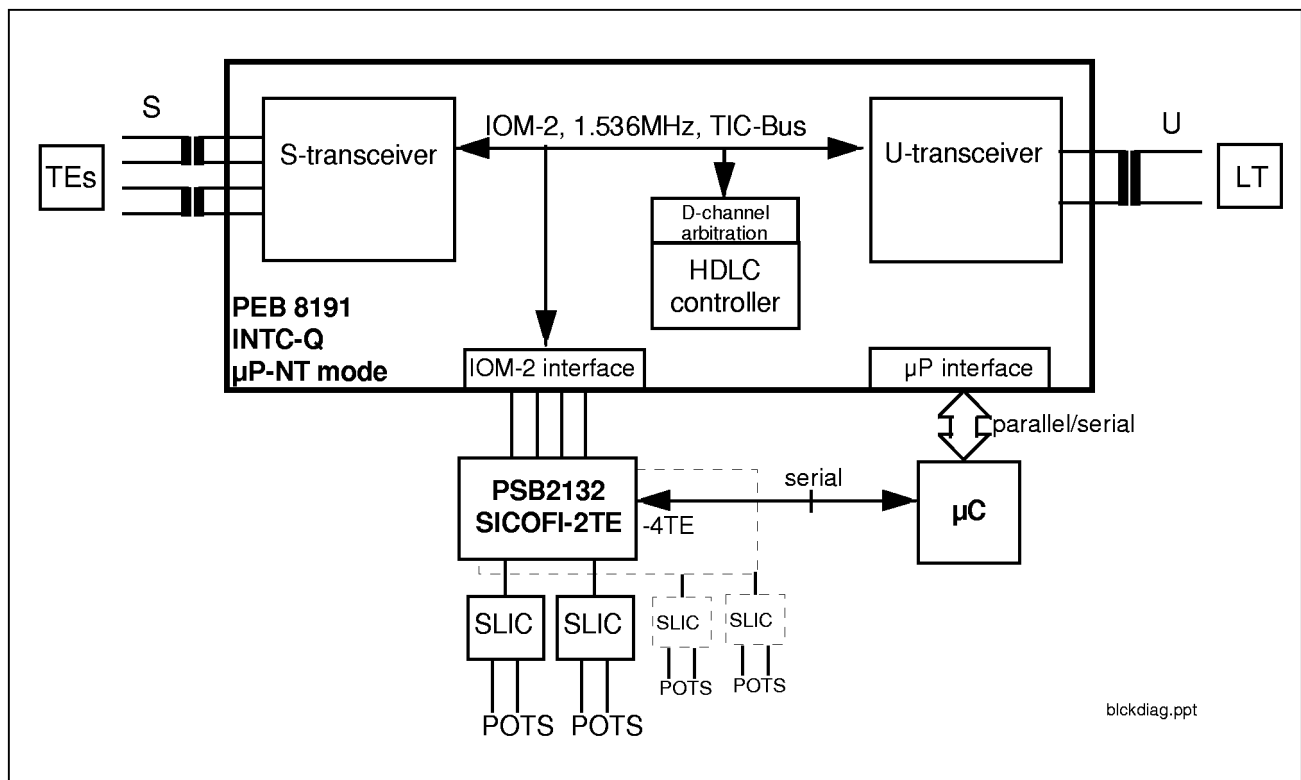 S
IOM-2, 1.536MHz, TIC-Bus
U
S-transceiver
U-transceiver
TEs
LT
D-channel
arbitration
HDLC
controller
PEB 8191
INTC-Q
µP-NT mode
IOM-2 interface
µP interface
parallel/serial
PSB2132
SICOFI-2TE
-4TE
serial
µC
SLIC
SLIC
SLIC
SLIC
POTS
POTS
POTS
POTS
blckdiag.ppt